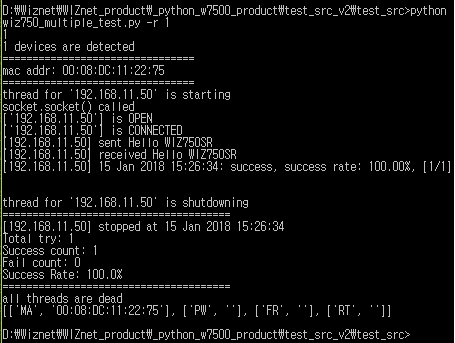 D:₩Wiznet₩WIZnet_product₩_python_w7500_product₩test_src_v2₩test_src>python
wiz750_multiple_test.py -r 1
1
1 devices are detected
================================
mac addr: 00:08:DC:11:22:75
================================
thread for '192.168.11.50' is starting
socket.socket() called
['192.168.11.50'] is OPEN
['192.168.11.50'] is CONNECTED
[192.168.11.50] sent Hello WIZ750SR
[192.168.11.50] received Hello WIZ750SR
[192.168.11.50] 15 Jan 2018 15:26:34: success, success rate: 100.00%, [1/1]
thread for '192.168.11.50' is shutdowning
======================================
[192.168.11.50] stopped at 15 Jan 2018 15:26:34
Total try: 1
Success count: 1
Fail count: 0
Success Rate: 100.0%
======================================
all threads are dead
[['MA', '00:08:DC:11:22:75'], ['PW', ''], ['FR', ''], ['RT', '']]
D:₩Wiznet₩WIZnet_product₩_python_w7500_product₩test_src_v2₩test_src>